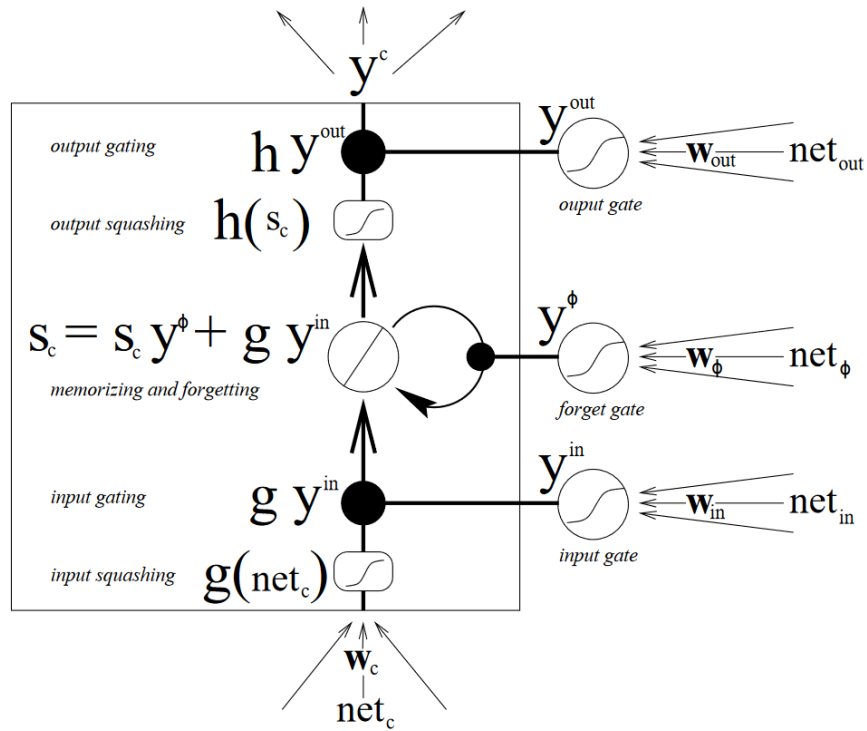 y^c
y^out
output gating
h y^out
w_out
net_out
ouput gate
output squashing
h(s_c)
y^ϕ
s_c = s_c y^ϕ + g y^in
w_ϕ
net_ϕ
memorizing and forgetting
forget gate
y^in
input gating
g y^in
w_in
net_in
input gate
input squashing
g(net_c)
w_c
net_c